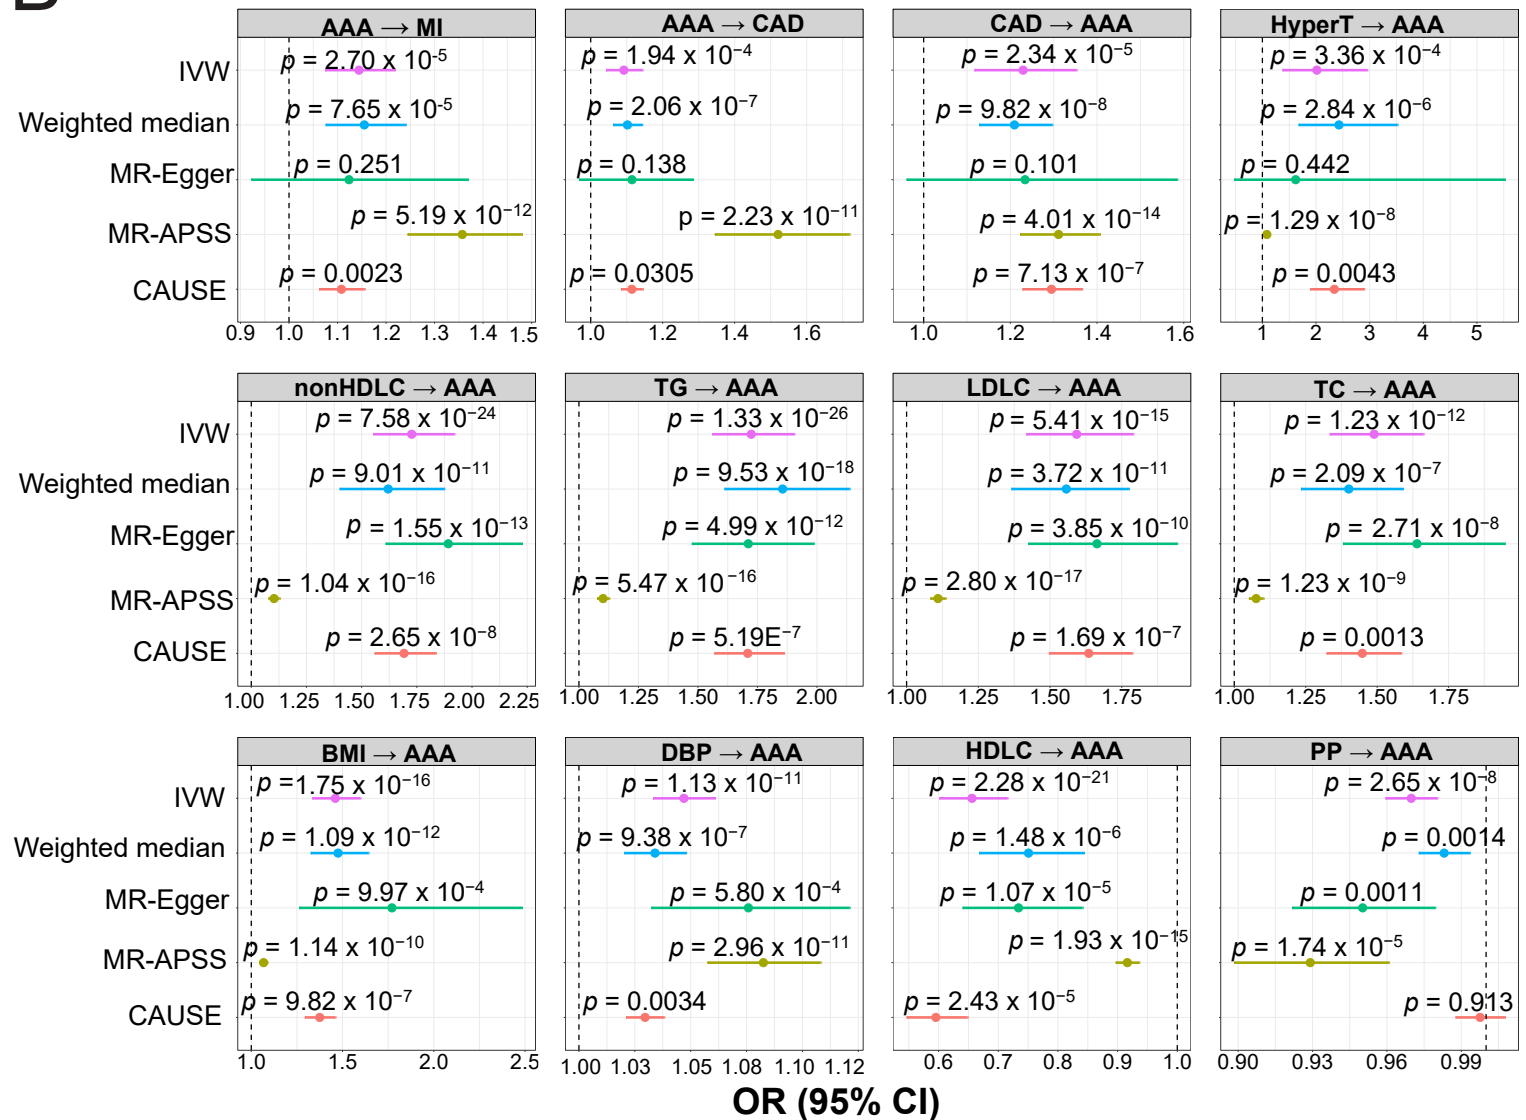 AAA → MI AAA → CAD CAD → AAA HyperT → AAA
IVW p = 2.70 x 10⁻⁵ p = 1.94 x 10⁻⁴ p = 2.34 x 10⁻⁵ p = 3.36 x 10⁻⁴
Weighted median p = 7.65 x 10⁻⁵ p = 2.06 x 10⁻⁷ p = 9.82 x 10⁻⁸ p = 2.84 x 10⁻⁶
MR-Egger p = 0.251 p = 0.138 p = 0.101 p = 0.442
MR-APSS p = 5.19 x 10⁻¹² p = 2.23 x 10⁻¹¹ p = 4.01 x 10⁻¹⁴ p = 1.29 x 10⁻⁸
CAUSE p = 0.0023 p = 0.0305 p = 7.13 x 10⁻⁷ p = 0.0043
0.9 1.0 1.1 1.2 1.3 1.4 1.5 1.0 1.2 1.4 1.6 1.0 1.2 1.4 1.6 1 2 3 4 5
nonHDLC → AAA TG → AAA LDLC → AAA TC → AAA
IVW p = 7.58 x 10⁻²⁴ p = 1.33 x 10⁻²⁶ p = 5.41 x 10⁻¹⁵ p = 1.23 x 10⁻¹²
Weighted median p = 9.01 x 10⁻¹¹ p = 9.53 x 10⁻¹⁸ p = 3.72 x 10⁻¹¹ p = 2.09 x 10⁻⁷
MR-Egger p = 1.55 x 10⁻¹³ p = 4.99 x 10⁻¹² p = 3.85 x 10⁻¹⁰ p = 2.71 x 10⁻⁸
MR-APSS p = 1.04 x 10⁻¹⁶ p = 5.47 x 10⁻¹⁶ p = 2.80 x 10⁻¹⁷ p = 1.23 x 10⁻⁹
CAUSE p = 2.65 x 10⁻⁸ p = 5.19E⁻⁷ p = 1.69 x 10⁻⁷ p = 0.0013
1.00 1.25 1.50 1.75 2.00 2.25 1.00 1.25 1.50 1.75 2.00 1.00 1.25 1.50 1.75 1.00 1.25 1.50 1.75
BMI → AAA DBP → AAA HDLC → AAA PP → AAA
IVW p =1.75 x 10⁻¹⁶ p = 1.13 x 10⁻¹¹ p = 2.28 x 10⁻²¹ p = 2.65 x 10⁻⁸
Weighted median p = 1.09 x 10⁻¹² p = 9.38 x 10⁻⁷ p = 1.48 x 10⁻⁶ p = 0.0014
MR-Egger p = 9.97 x 10⁻⁴ p = 5.80 x 10⁻⁴ p = 1.07 x 10⁻⁵ p = 0.0011
MR-APSS p = 1.14 x 10⁻¹⁰ p = 2.96 x 10⁻¹¹ p = 1.93 x 10⁻¹⁵ p = 1.74 x 10⁻⁵
CAUSE p = 9.82 x 10⁻⁷ p = 0.0034 p = 2.43 x 10⁻⁵ p = 0.913
1.0 1.5 2.0 2.5 1.00 1.03 1.05 1.08 1.10 1.12 0.6 0.7 0.8 0.9 1.0 0.90 0.93 0.96 0.99
OR (95% CI)